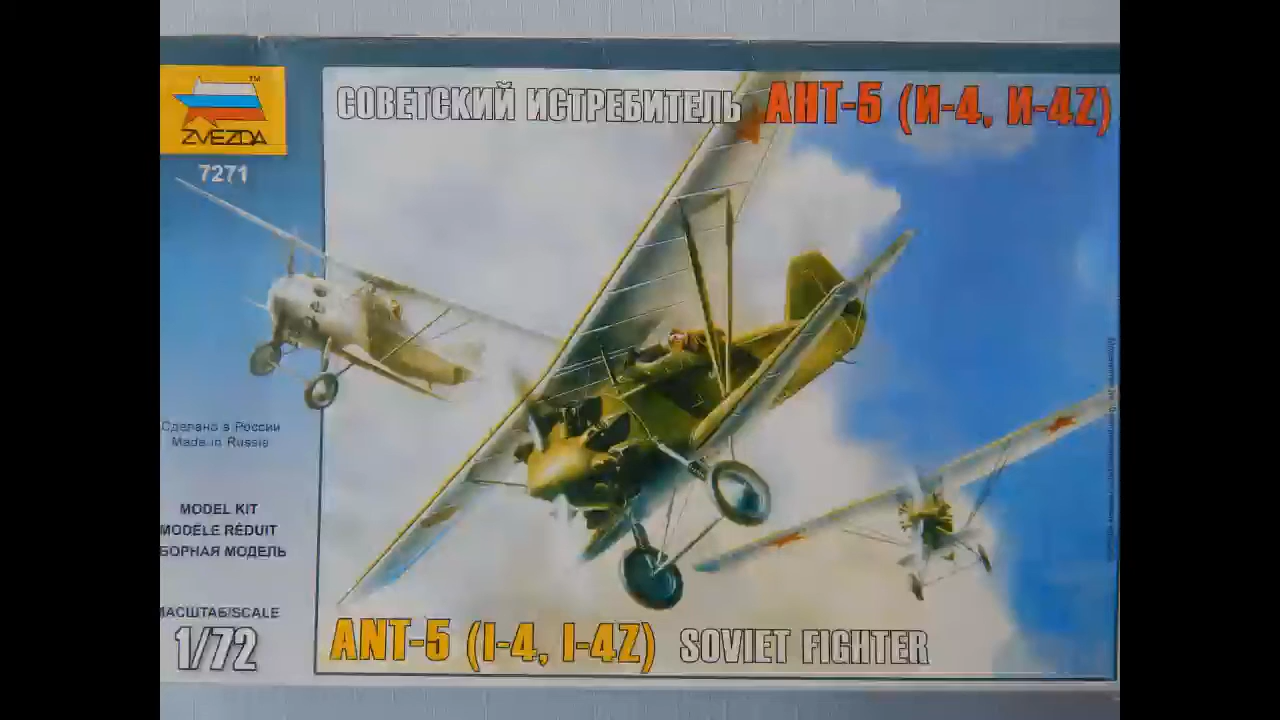 СОВЕТСКИЙ ИСТРЕБИТЕЛЬ АНТ-5 (И-4, И-4Z)
TM
ZVEZDA
7271
Сделано в России
Made in Russia
MODEL KIT
MODÈLE RÉDUIT
БОРНАЯ МОДЕЛЬ
МАСШТАБ/SCALE
1/72
ANT-5 (I-4, I-4Z) SOVIET FIGHTER